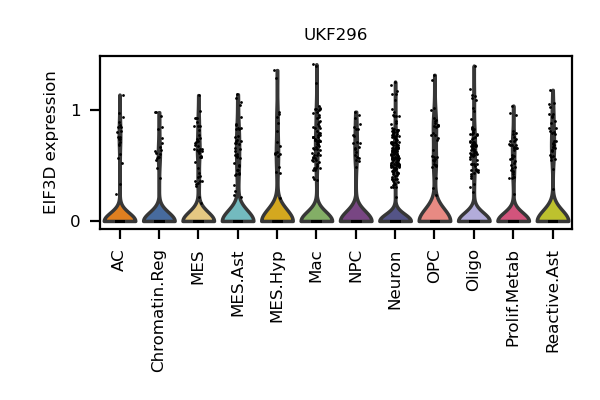 UKF296
EIF3D expression
1
0
AC
Chromatin.Reg
MES
MES.Ast
MES.Hyp
Mac
NPC
Neuron
OPC
Oligo
Prolif.Metab
Reactive.Ast